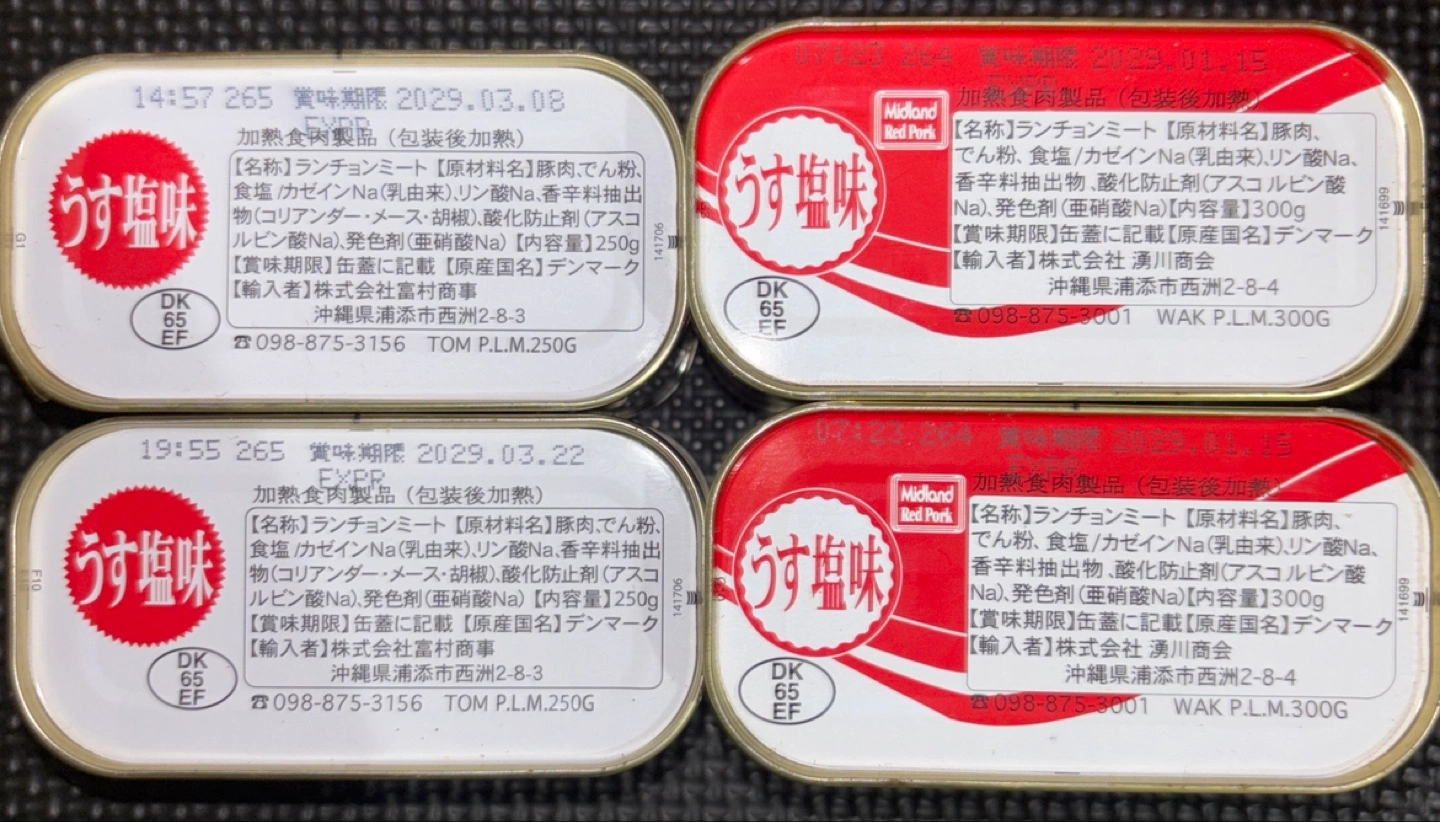 14:57 265 賞味期限 2029.03.08
EXPR
加熱食肉製品（包装後加熱）
うす塩味
【名称】ランチョンミート【原材料名】豚肉、でん粉、
食塩/カゼインNa(乳由来)、リン酸Na、香辛料抽出
物(コリアンダー・メース・胡椒)、酸化防止剤(アスコ
ルビン酸Na)、発色剤(亜硝酸Na)【内容量】250g
【賞味期限】缶蓋に記載【原産国名】デンマーク
【輸入者】株式会社富村商事
沖縄県浦添市西洲2-8-3
DK
65
EF
☎098-875-3156 TOM P.L.M.250G
141706
G1
07:23 264 賞味期限 2029.01.15
EXPR
加熱食肉製品（包装後加熱）
Midland
Red Pork
うす塩味
【名称】ランチョンミート【原材料名】豚肉、
でん粉、食塩/カゼインNa(乳由来)、リン酸Na、
香辛料抽出物、酸化防止剤(アスコルビン酸
Na)、発色剤(亜硝酸Na)【内容量】300g
【賞味期限】缶蓋に記載【原産国名】デンマーク
【輸入者】株式会社 湧川商会
沖縄県浦添市西洲2-8-4
DK
65
EF
☎098-875-3001 WAK P.L.M.300G
141699
19:55 265 賞味期限 2029.03.22
EXPR
加熱食肉製品（包装後加熱）
うす塩味
【名称】ランチョンミート【原材料名】豚肉、でん粉、
食塩/カゼインNa(乳由来)、リン酸Na、香辛料抽出
物(コリアンダー・メース・胡椒)、酸化防止剤(アスコ
ルビン酸Na)、発色剤(亜硝酸Na)【内容量】250g
【賞味期限】缶蓋に記載【原産国名】デンマーク
【輸入者】株式会社富村商事
沖縄県浦添市西洲2-8-3
DK
65
EF
☎098-875-3156 TOM P.L.M.250G
141706
F10
07:23 264 賞味期限 2029.01.15
EXPR
加熱食肉製品（包装後加熱）
Midland
Red Pork
うす塩味
【名称】ランチョンミート【原材料名】豚肉、
でん粉、食塩/カゼインNa(乳由来)、リン酸Na、
香辛料抽出物、酸化防止剤(アスコルビン酸
Na)、発色剤(亜硝酸Na)【内容量】300g
【賞味期限】缶蓋に記載【原産国名】デンマーク
【輸入者】株式会社 湧川商会
沖縄県浦添市西洲2-8-4
DK
65
EF
☎098-875-3001 WAK P.L.M.300G
141699